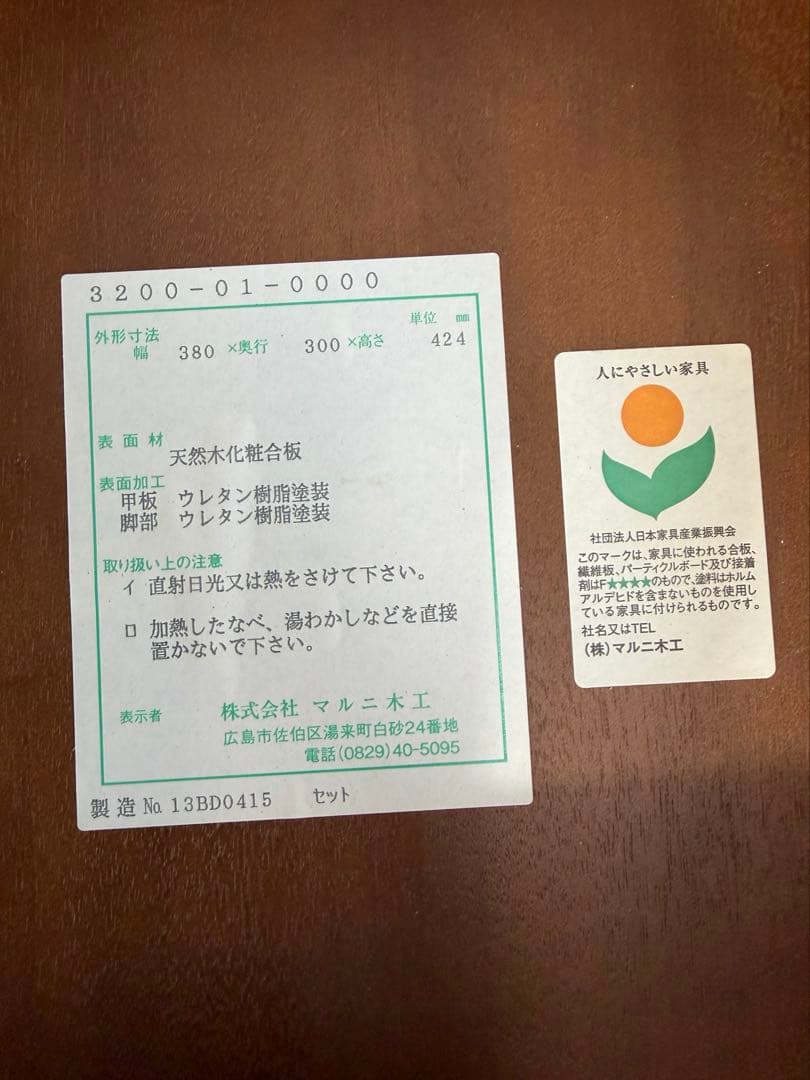 3200-01-0000
外形寸法 単位 ㎜
幅 380 ×奥行 300 ×高さ 424
表面材 天然木化粧合板
表面加工
甲板 ウレタン樹脂塗装
脚部 ウレタン樹脂塗装
取り扱い上の注意
イ 直射日光又は熱をさけて下さい。
ロ 加熱したなべ、湯わかしなどを直接
置かないで下さい。
表示者 株式会社 マルニ木工
広島市佐伯区湯来町白砂24番地
電話(0829)40-5095
製造№13BD0415 セット
人にやさしい家具
社団法人日本家具産業振興会
このマークは、家具に使われる合板、
繊維板、パーティクルボード及び接着
剤はF★★★★のもので、塗料はホルム
アルデヒドを含まないものを使用し
ている家具に付けられるものです。
社名又はTEL
(株)マルニ木工